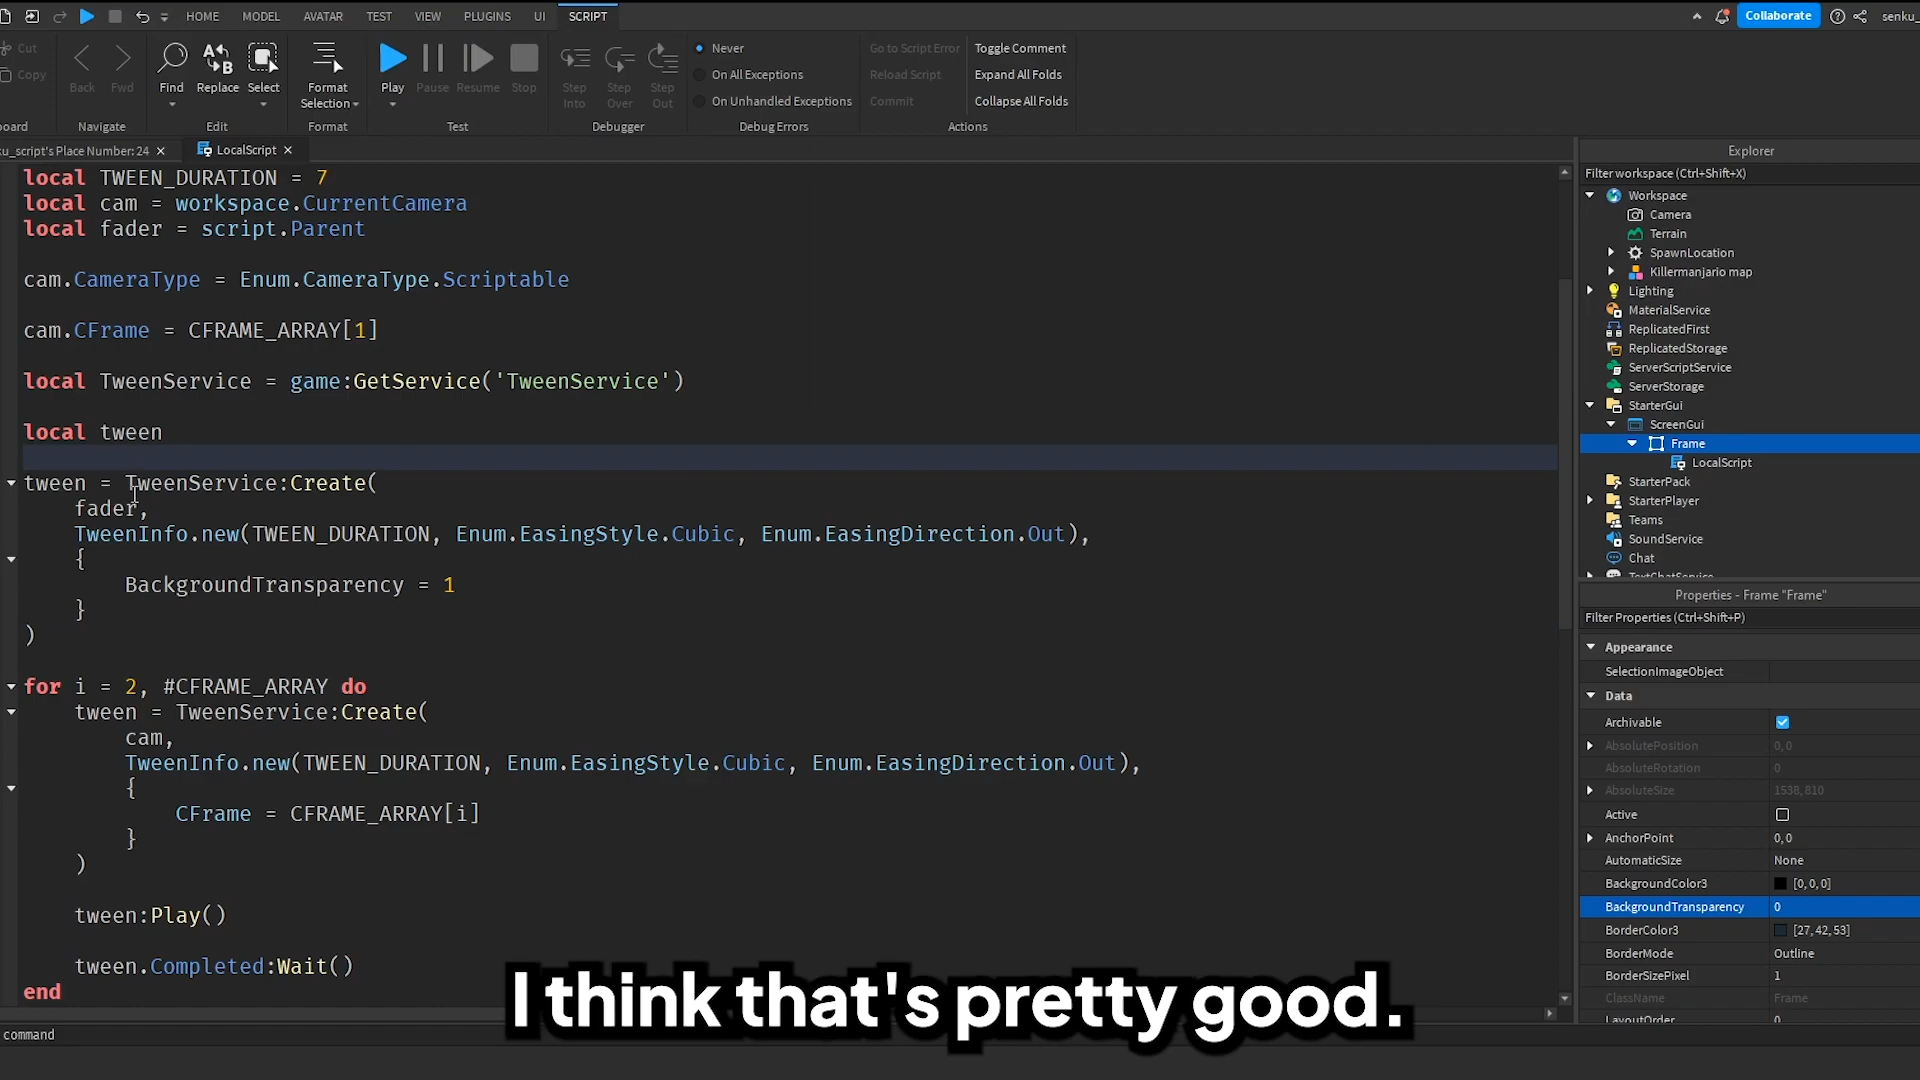 HOME MODEL AVATAR TEST VIEW PLUGINS UI SCRIPT Collaborate senku_
Cut
Copy
oard
Back Fwd
Navigate
Find Replace Select
Edit
Format
Selection
Format
Play Pause Resume Stop
Test
Step Into Step Over Step Out
Debugger
Never
On All Exceptions
On Unhandled Exceptions
Debug Errors
Go to Script Error Toggle Comment
Reload Script Expand All Folds
Commit Collapse All Folds
Actions
ku_script's Place Number: 24 LocalScript
local TWEEN_DURATION = 7
local cam = workspace.CurrentCamera
local fader = script.Parent
cam.CameraType = Enum.CameraType.Scriptable
cam.CFrame = CFRAME_ARRAY[1]
local TweenService = game:GetService('TweenService')
local tween
tween = TweenService:Create(
fader,
TweenInfo.new(TWEEN_DURATION, Enum.EasingStyle.Cubic, Enum.EasingDirection.Out),
{
BackgroundTransparency = 1
}
)
for i = 2, #CFRAME_ARRAY do
tween = TweenService:Create(
cam,
TweenInfo.new(TWEEN_DURATION, Enum.EasingStyle.Cubic, Enum.EasingDirection.Out),
{
CFrame = CFRAME_ARRAY[i]
}
)
tween:Play()
tween.Completed:Wait()
end
I think that's pretty good.
command
Explorer
Filter workspace (Ctrl+Shift+X)
Workspace
Camera
Terrain
SpawnLocation
Killermanjario map
Lighting
MaterialService
ReplicatedFirst
ReplicatedStorage
ServerScriptService
ServerStorage
StarterGui
ScreenGui
Frame
LocalScript
StarterPack
StarterPlayer
Teams
SoundService
Chat
TextChatService
Properties - Frame "Frame"
Filter Properties (Ctrl+Shift+P)
Appearance
SelectionImageObject
Data
Archivable
AbsolutePosition 0, 0
AbsoluteRotation 0
AbsoluteSize 1538, 810
Active
AnchorPoint 0, 0
AutomaticSize None
BackgroundColor3 [0, 0, 0]
BackgroundTransparency 0
BorderColor3 [27, 42, 53]
BorderMode Outline
BorderSizePixel 1
ClassName Frame
LayoutOrder 0